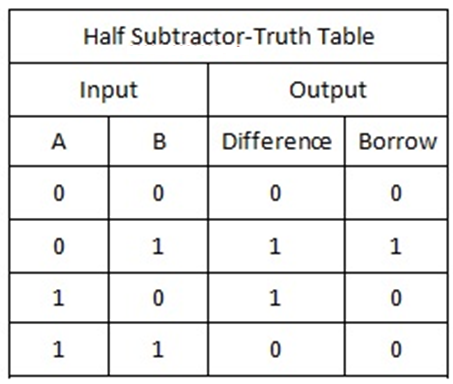 Half Subtractor-Truth Table
Input Output
A B Difference Borrow
0 0 0 0
0 1 1 1
1 0 1 0
1 1 0 0